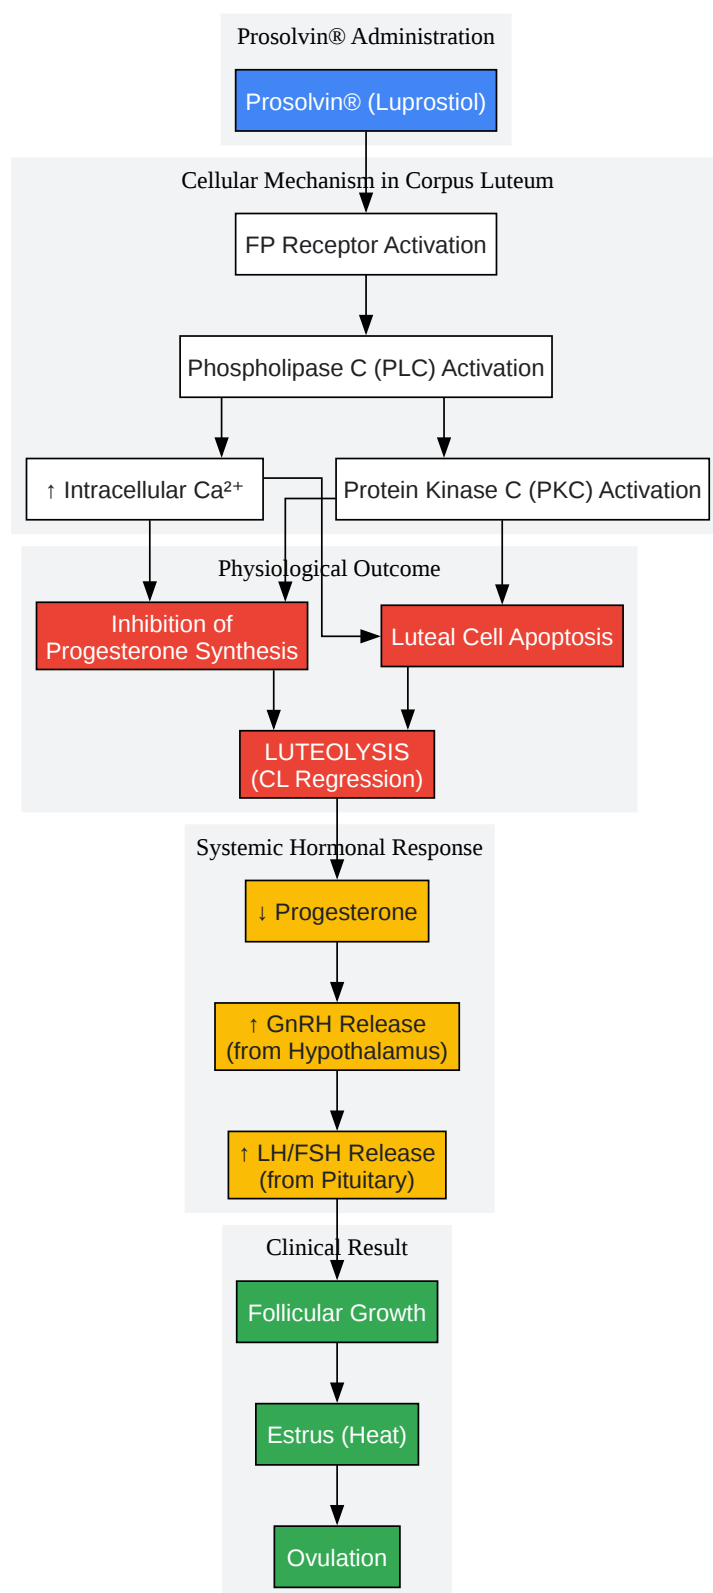 Prosolvin® Administration
Prosolvin® (Luprostiol)
Cellular Mechanism in Corpus Luteum
FP Receptor Activation
Phospholipase C (PLC) Activation
↑ Intracellular Ca²⁺
Protein Kinase C (PKC) Activation
Physiological Outcome
Inhibition of
Progesterone Synthesis
Luteal Cell Apoptosis
LUTEOLYSIS
(CL Regression)
Systemic Hormonal Response
↓ Progesterone
↑ GnRH Release
(from Hypothalamus)
↑ LH/FSH Release
(from Pituitary)
Clinical Result
Follicular Growth
Estrus (Heat)
Ovulation